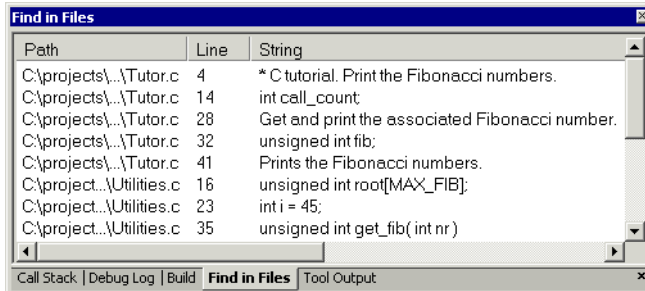 Find in Files
Path Line String
C:\projects\...\Tutor.c 4 * C tutorial. Print the Fibonacci numbers.
C:\projects\...\Tutor.c 14 int call_count;
C:\projects\...\Tutor.c 28 Get and print the associated Fibonacci number.
C:\projects\...\Tutor.c 32 unsigned int fib;
C:\projects\...\Tutor.c 41 Prints the Fibonacci numbers.
C:\project...\Utilities.c 16 unsigned int root[MAX_FIB];
C:\project...\Utilities.c 23 int i = 45;
C:\project...\Utilities.c 35 unsigned int get_fib( int nr )
Call Stack | Debug Log | Build | Find in Files | Tool Output